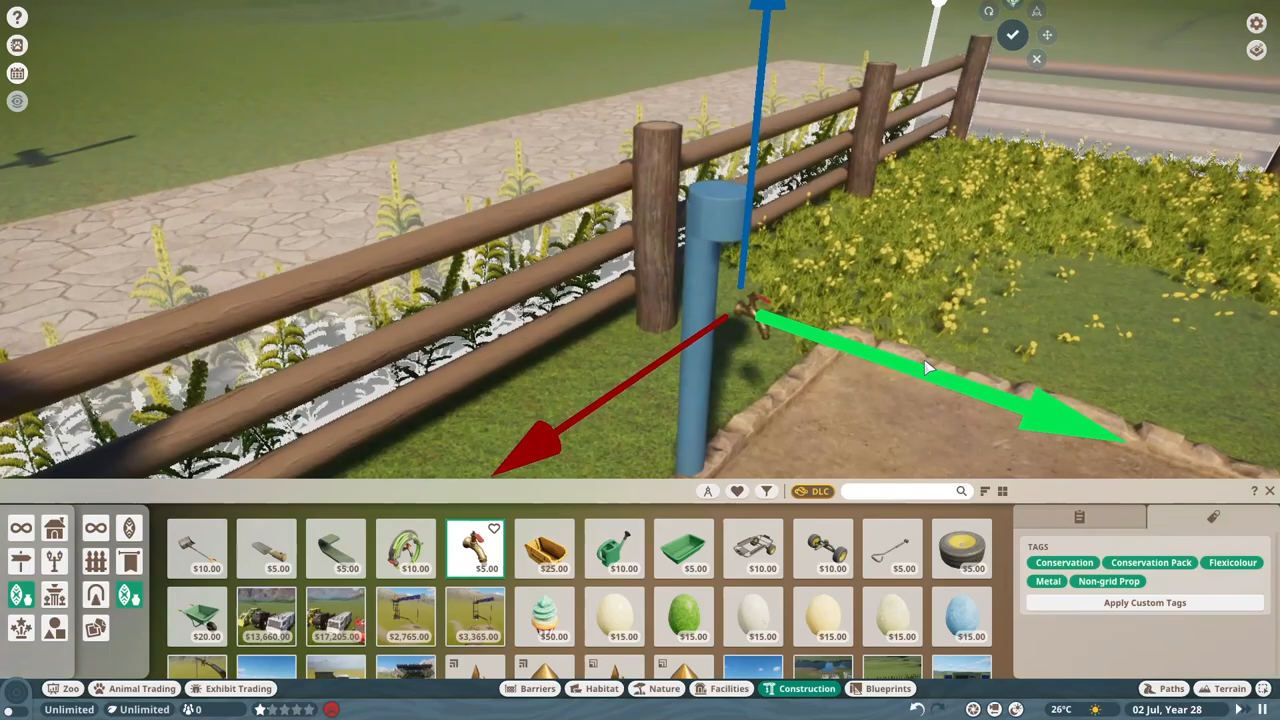 ?
DLC
?
$10.00 $5.00 $5.00 $10.00 $5.00 $25.00 $10.00 $5.00 $10.00 $10.00 $5.00 $5.00
TAGS
Conservation Conservation Pack Flexicolour
Metal Non-grid Prop
Apply Custom Tags
$20.00 $13,660.00 $17,205.00 $2,765.00 $3,365.00 $50.00 $15.00 $15.00 $15.00 $15.00 $15.00 $15.00
Zoo Animal Trading Exhibit Trading Barriers Habitat Nature Facilities Construction Blueprints Paths Terrain
Unlimited Unlimited 0 26°C 02 Jul, Year 28